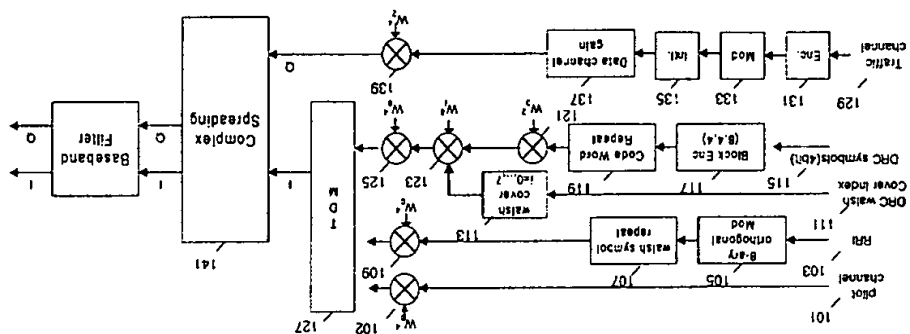 101
pilot
channel
102
103
RRI
105
8-ary
orthogonal
Mod
107
walsh symbol
repeat
109
111
DRC walsh
Cover Index
113
walsh
cover
i=0,...7
115
DRC symbols(4bit)
117
Block Enc
(8,4,4)
119
Code Word
Repeat
121
123
125
127
TDM
I
129
Traffic
channel
131
Enc.
133
Mod
135
Intl.
137
Data channel
gain
139
Q
141
Complex
Spreading
I
Q
Baseband
Filter
I
Q